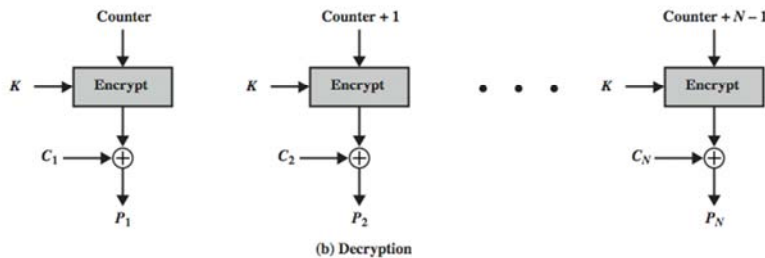 Counter Counter + 1 Counter + N – 1
K Encrypt K Encrypt K Encrypt
C1 C2 CN
P1 P2 PN
(b) Decryption